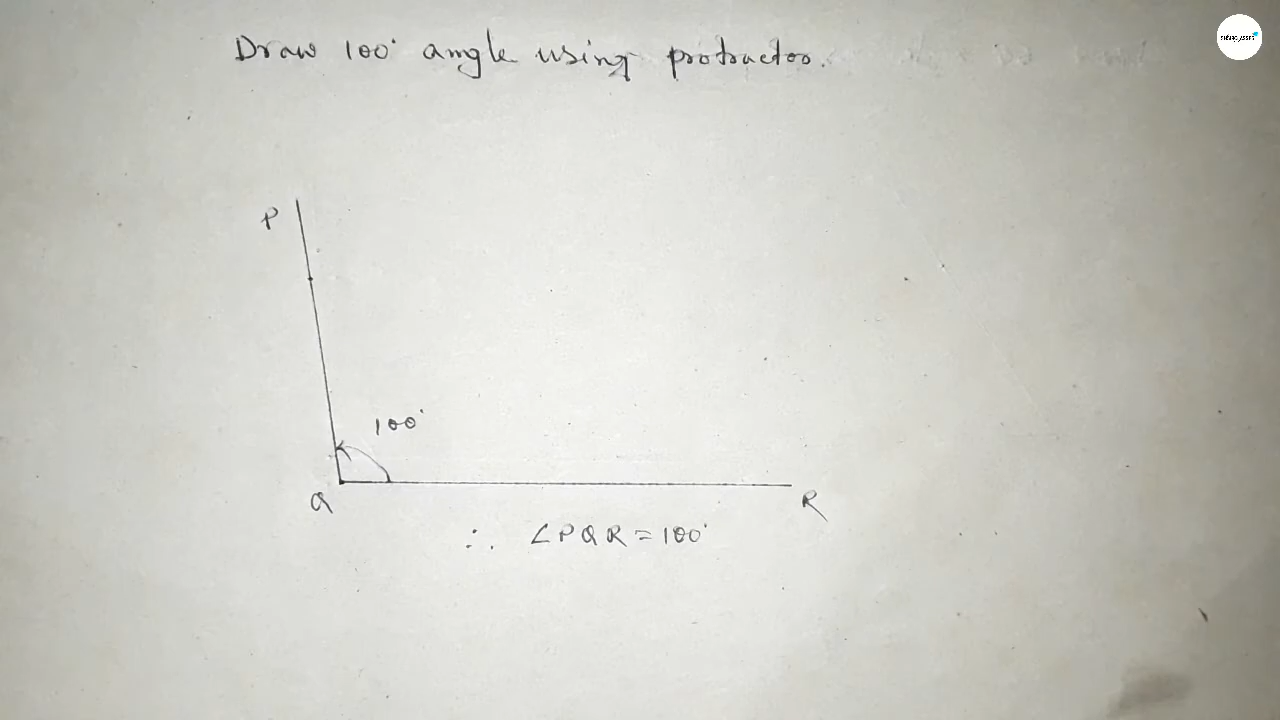 Draw 100° angle using protractor.
P
100°
Q
R
∴ ∠PQR = 100°